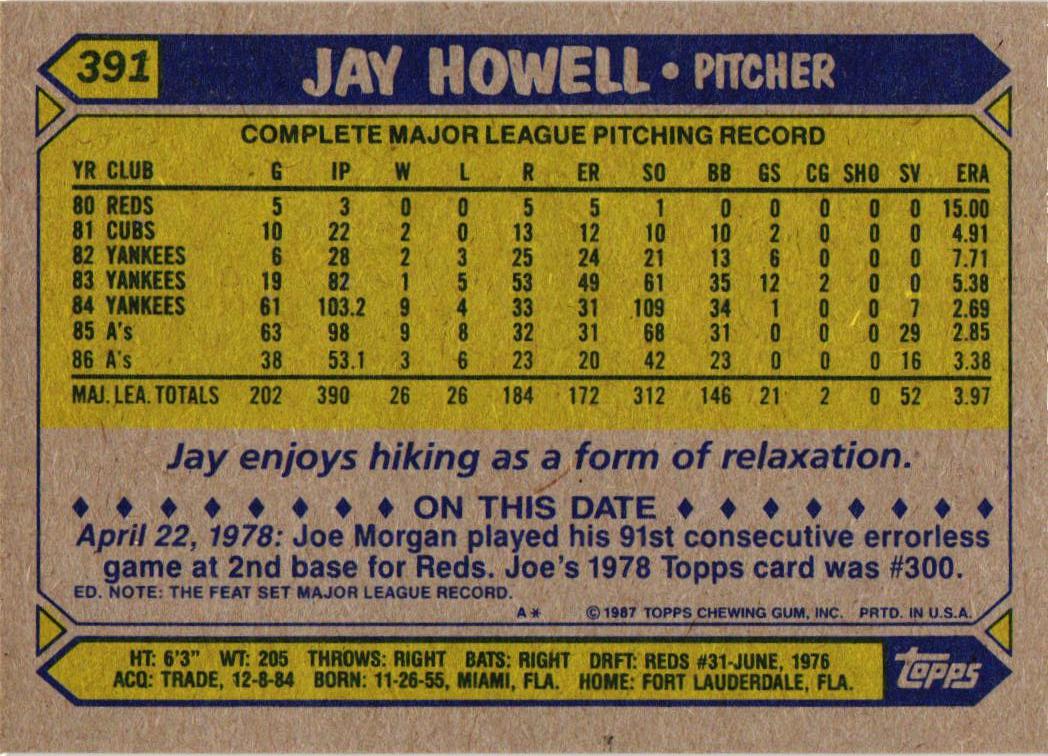 391 JAY HOWELL • PITCHER
COMPLETE MAJOR LEAGUE PITCHING RECORD
YR CLUB G IP W L R ER SO BB GS CG SHO SV ERA
80 REDS 5 3 0 0 5 5 1 0 0 0 0 0 15.00
81 CUBS 10 22 2 0 13 12 10 10 2 0 0 0 4.91
82 YANKEES 6 28 2 3 25 24 21 13 6 0 0 0 7.71
83 YANKEES 19 82 1 5 53 49 61 35 12 2 0 0 5.38
84 YANKEES 61 103.2 9 4 33 31 109 34 1 0 0 7 2.69
85 A's 63 98 9 8 32 31 68 31 0 0 0 29 2.85
86 A's 38 53.1 3 6 23 20 42 23 0 0 0 16 3.38
MAJ. LEA. TOTALS 202 390 26 26 184 172 312 146 21 2 0 52 3.97
Jay enjoys hiking as a form of relaxation.
ON THIS DATE
April 22, 1978: Joe Morgan played his 91st consecutive errorless
game at 2nd base for Reds. Joe's 1978 Topps card was #300.
ED. NOTE: THE FEAT SET MAJOR LEAGUE RECORD.
A* © 1987 TOPPS CHEWING GUM, INC. PRTD. IN U.S.A.
HT: 6'3" WT: 205 THROWS: RIGHT BATS: RIGHT DRFT: REDS #31-JUNE, 1976
ACQ: TRADE, 12-8-84 BORN: 11-26-55, MIAMI, FLA. HOME: FORT LAUDERDALE, FLA.
topps